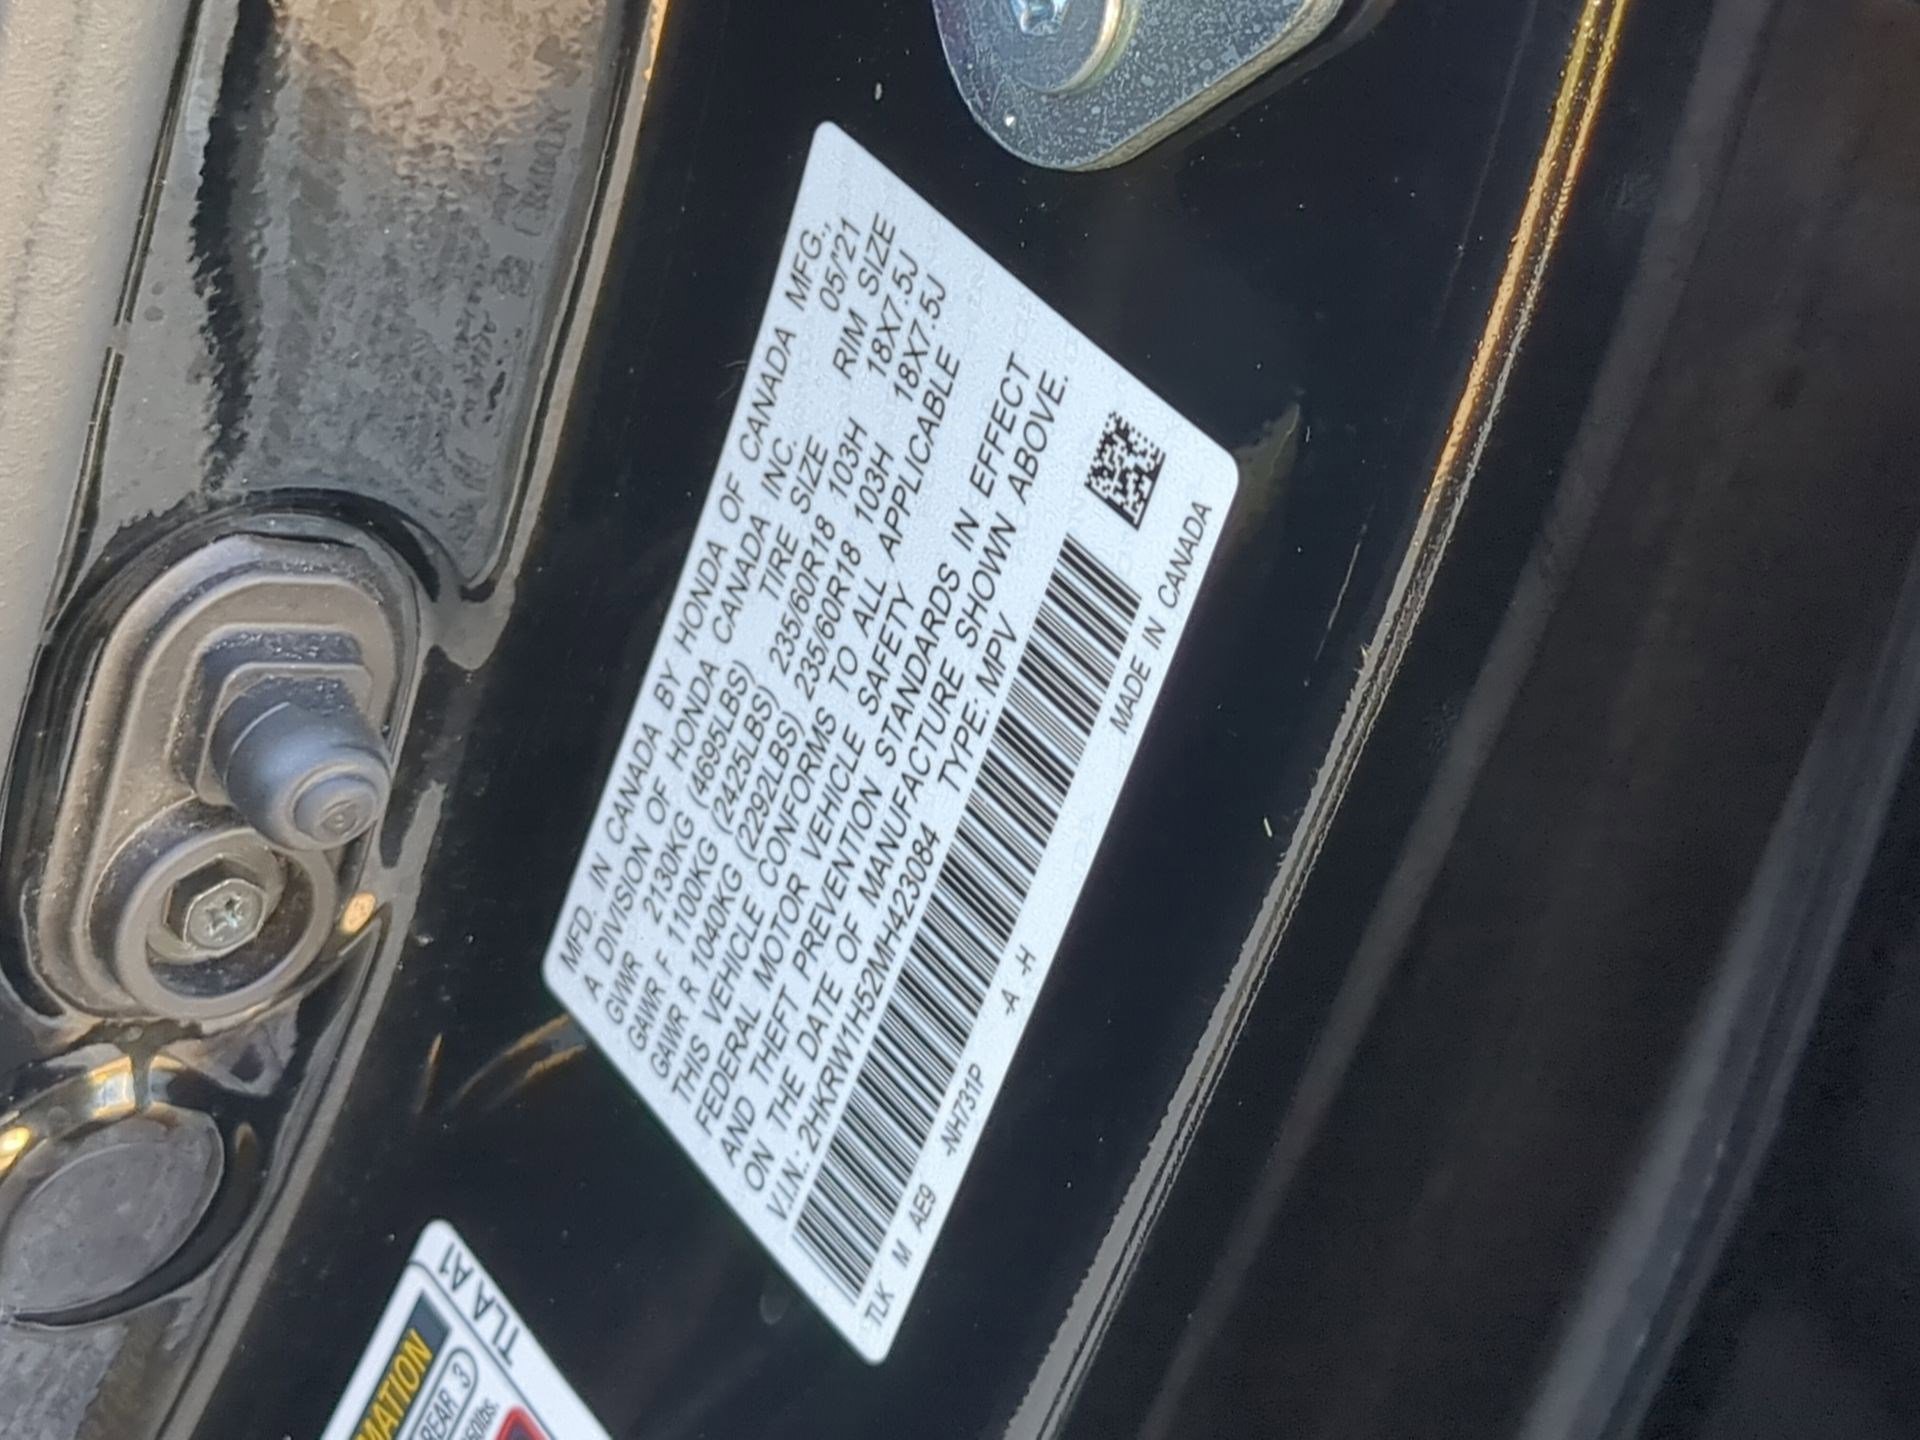 MFD. IN CANADA BY HONDA OF CANADA MFG.,
A DIVISION OF HONDA CANADA INC. 05/'21
GVWR 2130KG (4695LBS) TIRE SIZE RIM SIZE
GAWR F 1100KG (2425LBS) 235/60R18 103H 18X7.5J
GAWR R 1040KG (2292LBS) 235/60R18 103H 18X7.5J
THIS VEHICLE CONFORMS TO ALL APPLICABLE
FEDERAL MOTOR VEHICLE SAFETY
AND THEFT PREVENTION STANDARDS IN EFFECT
ON THE DATE OF MANUFACTURE SHOWN ABOVE.
V.I.N.: 2HKRW1H52MH423084 TYPE: MPV
TLK M AE9 -NH731P -A -H MADE IN CANADA
TLA A1
MATION
REAR 3